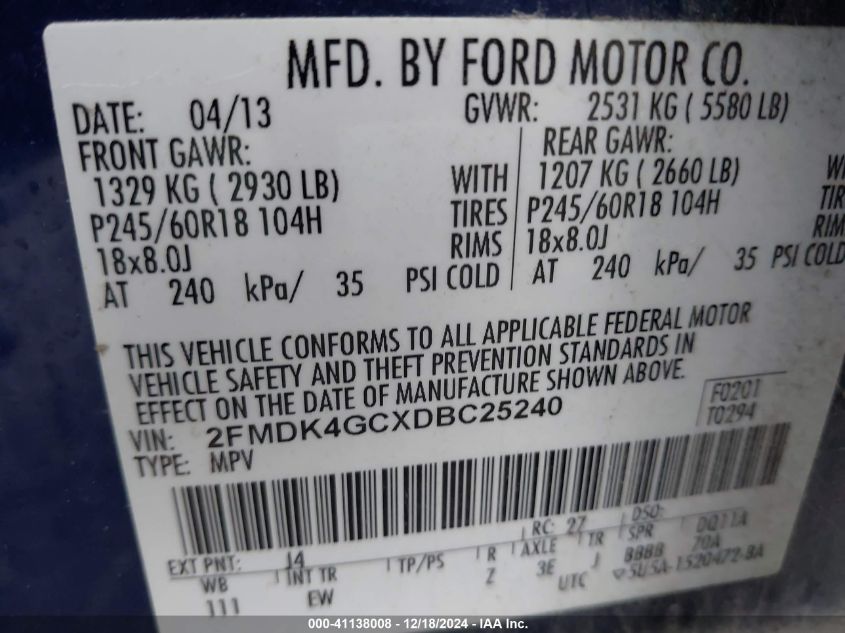 MFD. BY FORD MOTOR CO.
DATE: 04/13 GVWR: 2531 KG ( 5580 LB)
FRONT GAWR: REAR GAWR:
1329 KG ( 2930 LB) WITH 1207 KG ( 2660 LB)
P245/60R18 104H TIRES P245/60R18 104H TIR
18x8.0J RIMS 18x8.0J RIM
AT 240 kPa/ 35 PSI COLD AT 240 kPa/ 35 PSI COLD
THIS VEHICLE CONFORMS TO ALL APPLICABLE FEDERAL MOTOR
VEHICLE SAFETY AND THEFT PREVENTION STANDARDS IN
EFFECT ON THE DATE OF MANUFACTURE SHOWN ABOVE.
VIN: 2FMDK4GCXDBC25240 F0201
TYPE: MPV T0294
EXT PNT: J4 RC: 27 DSO:
WB INT TR TP/PS R AXLE TR SPR DQ11A
111 EW Z 3E J BBBB 70A
UTC 5U5A-1520472-BA
000-41138008 - 12/18/2024 - IAA Inc.